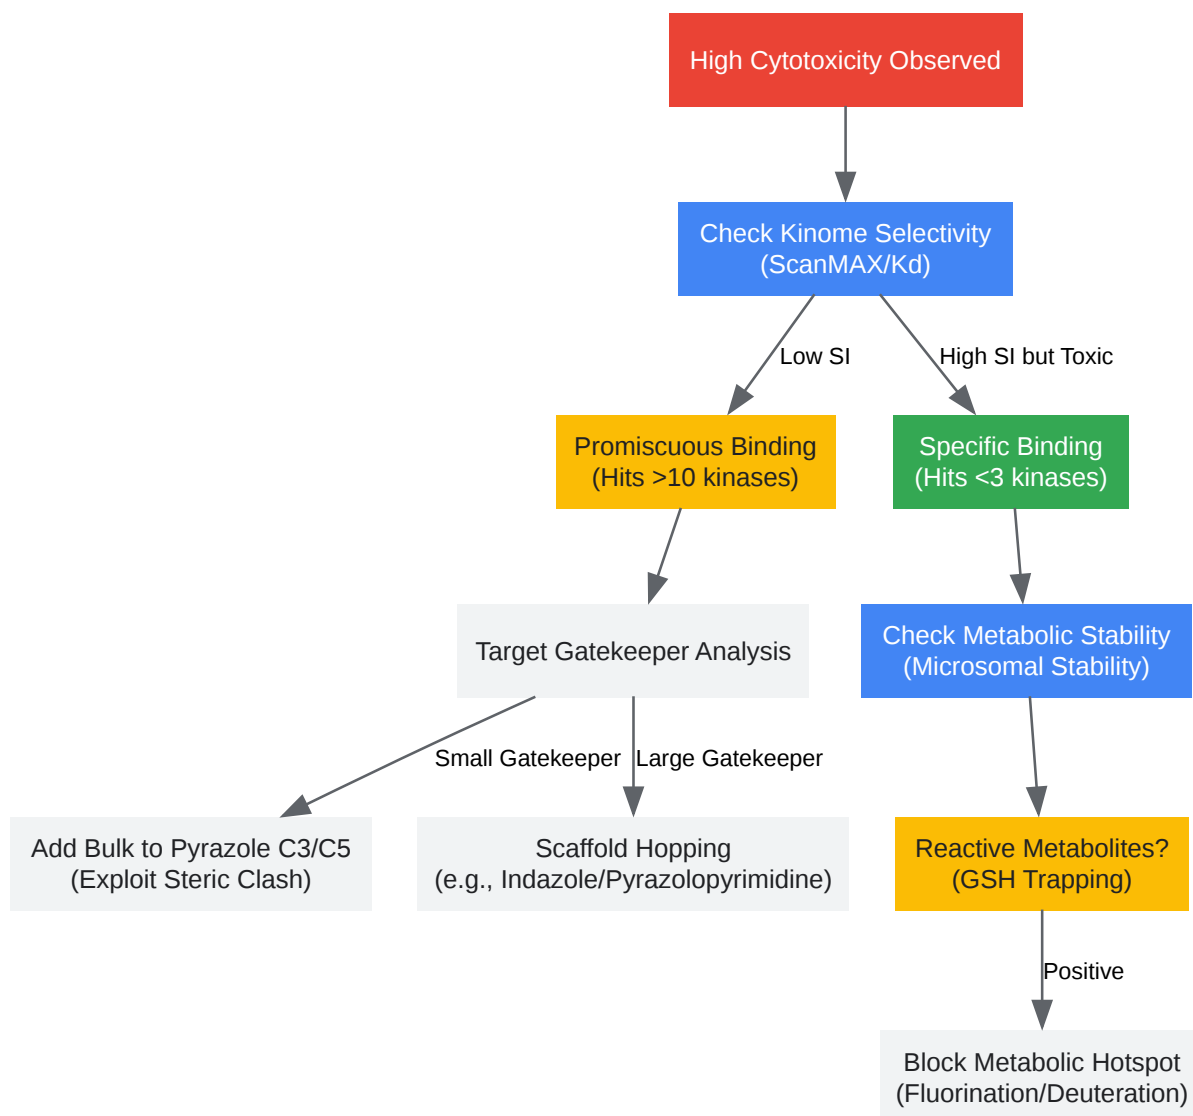 High Cytotoxicity Observed
Check Kinome Selectivity
(ScanMAX/Kd)
Low SI
High SI but Toxic
Promiscuous Binding
(Hits >10 kinases)
Specific Binding
(Hits <3 kinases)
Target Gatekeeper Analysis
Check Metabolic Stability
(Microsomal Stability)
Small Gatekeeper
Large Gatekeeper
Add Bulk to Pyrazole C3/C5
(Exploit Steric Clash)
Scaffold Hopping
(e.g., Indazole/Pyrazolopyrimidine)
Reactive Metabolites?
(GSH Trapping)
Positive
Block Metabolic Hotspot
(Fluorination/Deuteration)